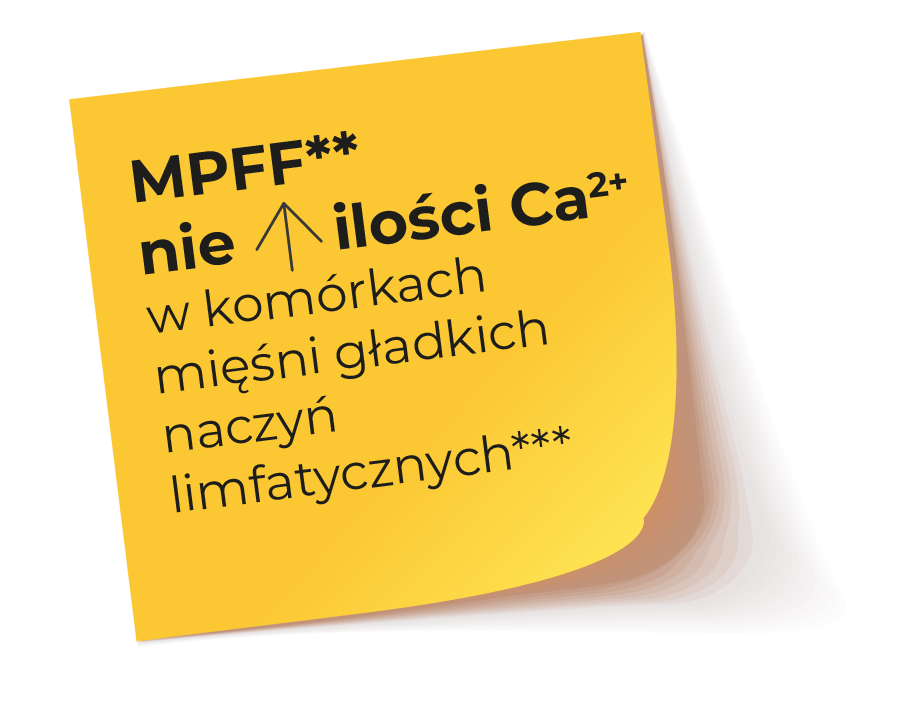 MPFF**
nie ↑ ilości Ca²⁺
w komórkach
mięśni gładkich
naczyń
limfatycznych***